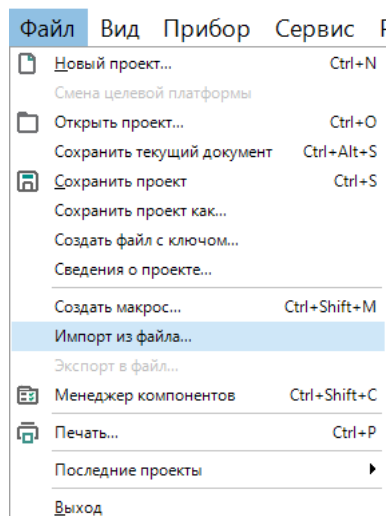 Файл Вид Прибор Сервис
Новый проект... Ctrl+N
Смена целевой платформы
Открыть проект... Ctrl+O
Сохранить текущий документ Ctrl+Alt+S
Сохранить проект Ctrl+S
Сохранить проект как...
Создать файл с ключом...
Сведения о проекте...
Создать макрос... Ctrl+Shift+M
Импорт из файла...
Экспорт в файл...
Менеджер компонентов Ctrl+Shift+C
Печать... Ctrl+P
Последние проекты
Выход